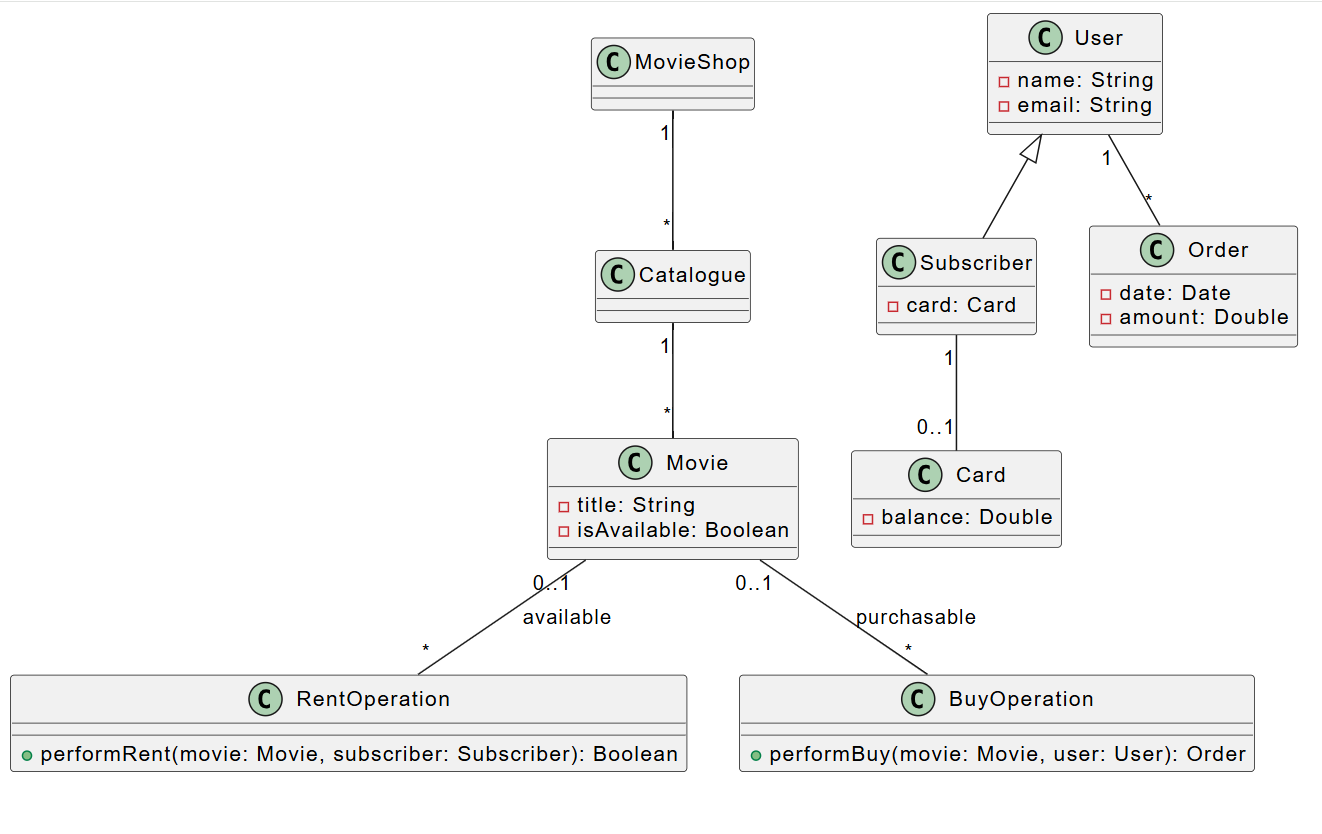 C MovieShop
1
*
C Catalogue
1
*
C Movie
title: String
isAvailable: Boolean
0..1
available
*
0..1
purchasable
*
C RentOperation
performRent(movie: Movie, subscriber: Subscriber): Boolean
C BuyOperation
performBuy(movie: Movie, user: User): Order
C User
name: String
email: String
1
*
C Subscriber
card: Card
1
0..1
C Card
balance: Double
C Order
date: Date
amount: Double